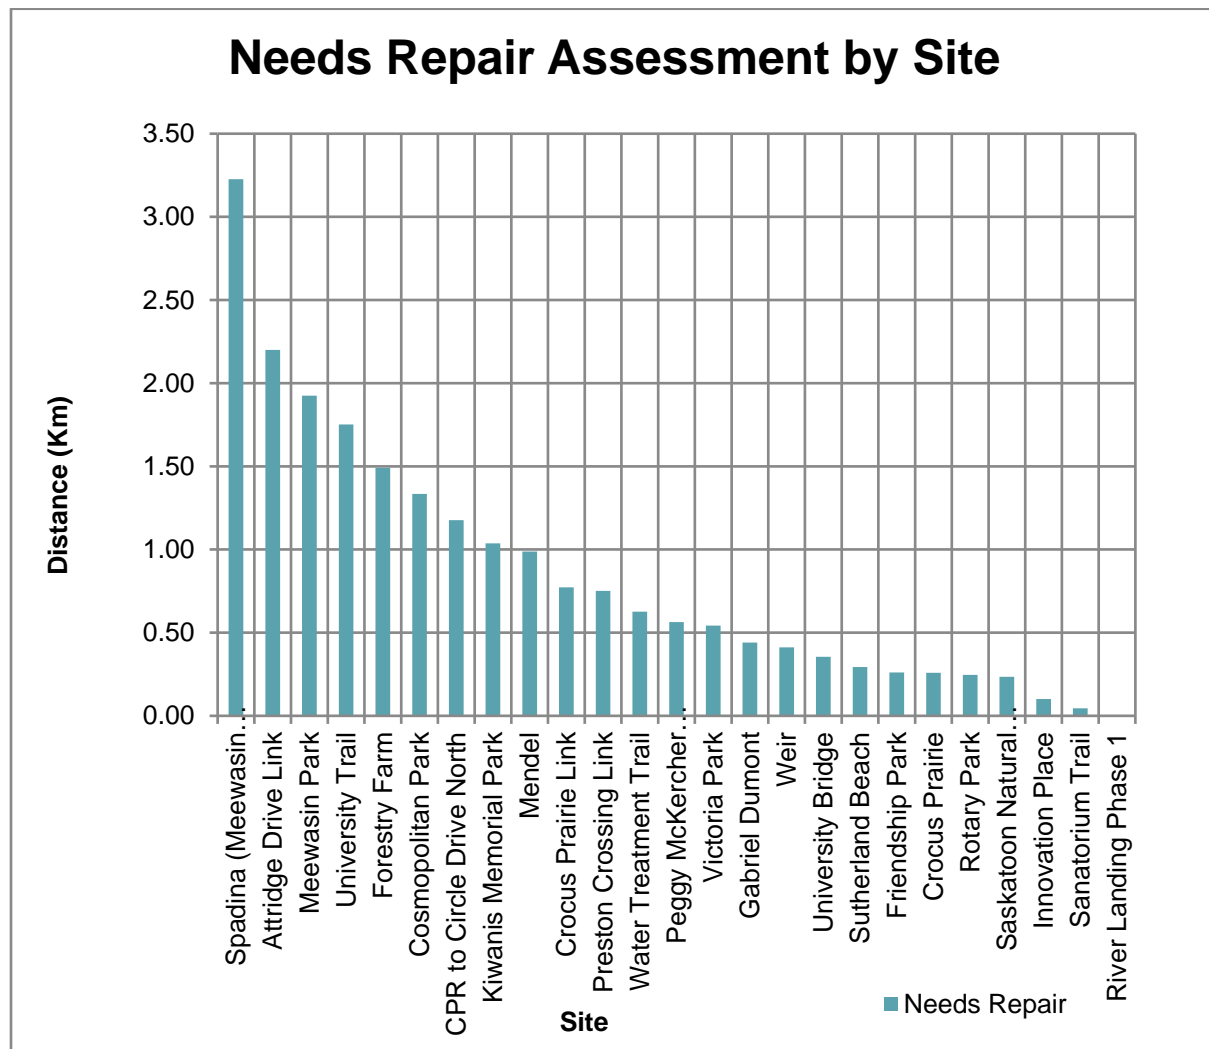 Needs Repair Assessment by Site
3.50
3.00
2.50
2.00
1.50
1.00
0.50
0.00
Distance (Km)
Spadina (Meewasin…
Attridge Drive Link
Meewasin Park
University Trail
Forestry Farm
Cosmopolitan Park
CPR to Circle Drive North
Kiwanis Memorial Park
Mendel
Crocus Prairie Link
Preston Crossing Link
Water Treatment Trail
Peggy McKercher…
Victoria Park
Gabriel Dumont
Weir
University Bridge
Sutherland Beach
Friendship Park
Crocus Prairie
Rotary Park
Saskatoon Natural…
Innovation Place
Sanatorium Trail
River Landing Phase 1
Site
Needs Repair